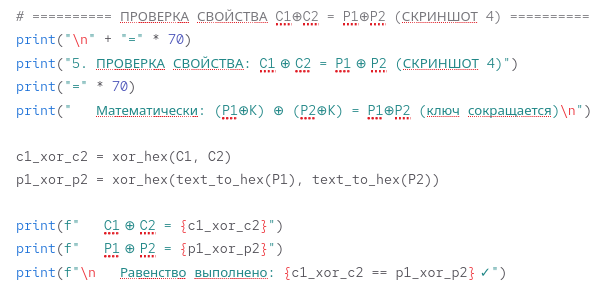 # ========== ПРОВЕРКА СВОЙСТВА C1⊕C2 = P1⊕P2 (СКРИНШОТ 4) ==========
print("\n" + "=" * 70)
print("5. ПРОВЕРКА СВОЙСТВА: C1 ⊕ C2 = P1 ⊕ P2 (СКРИНШОТ 4)")
print("=" * 70)
print("   Математически: (P1⊕K) ⊕ (P2⊕K) = P1⊕P2 (ключ сокращается)\n")
c1_xor_c2 = xor_hex(C1, C2)
p1_xor_p2 = xor_hex(text_to_hex(P1), text_to_hex(P2))
print(f"   C1 ⊕ C2 = {c1_xor_c2}")
print(f"   P1 ⊕ P2 = {p1_xor_p2}")
print(f"\n   Равенство выполнено: {c1_xor_c2 == p1_xor_p2} ✓")